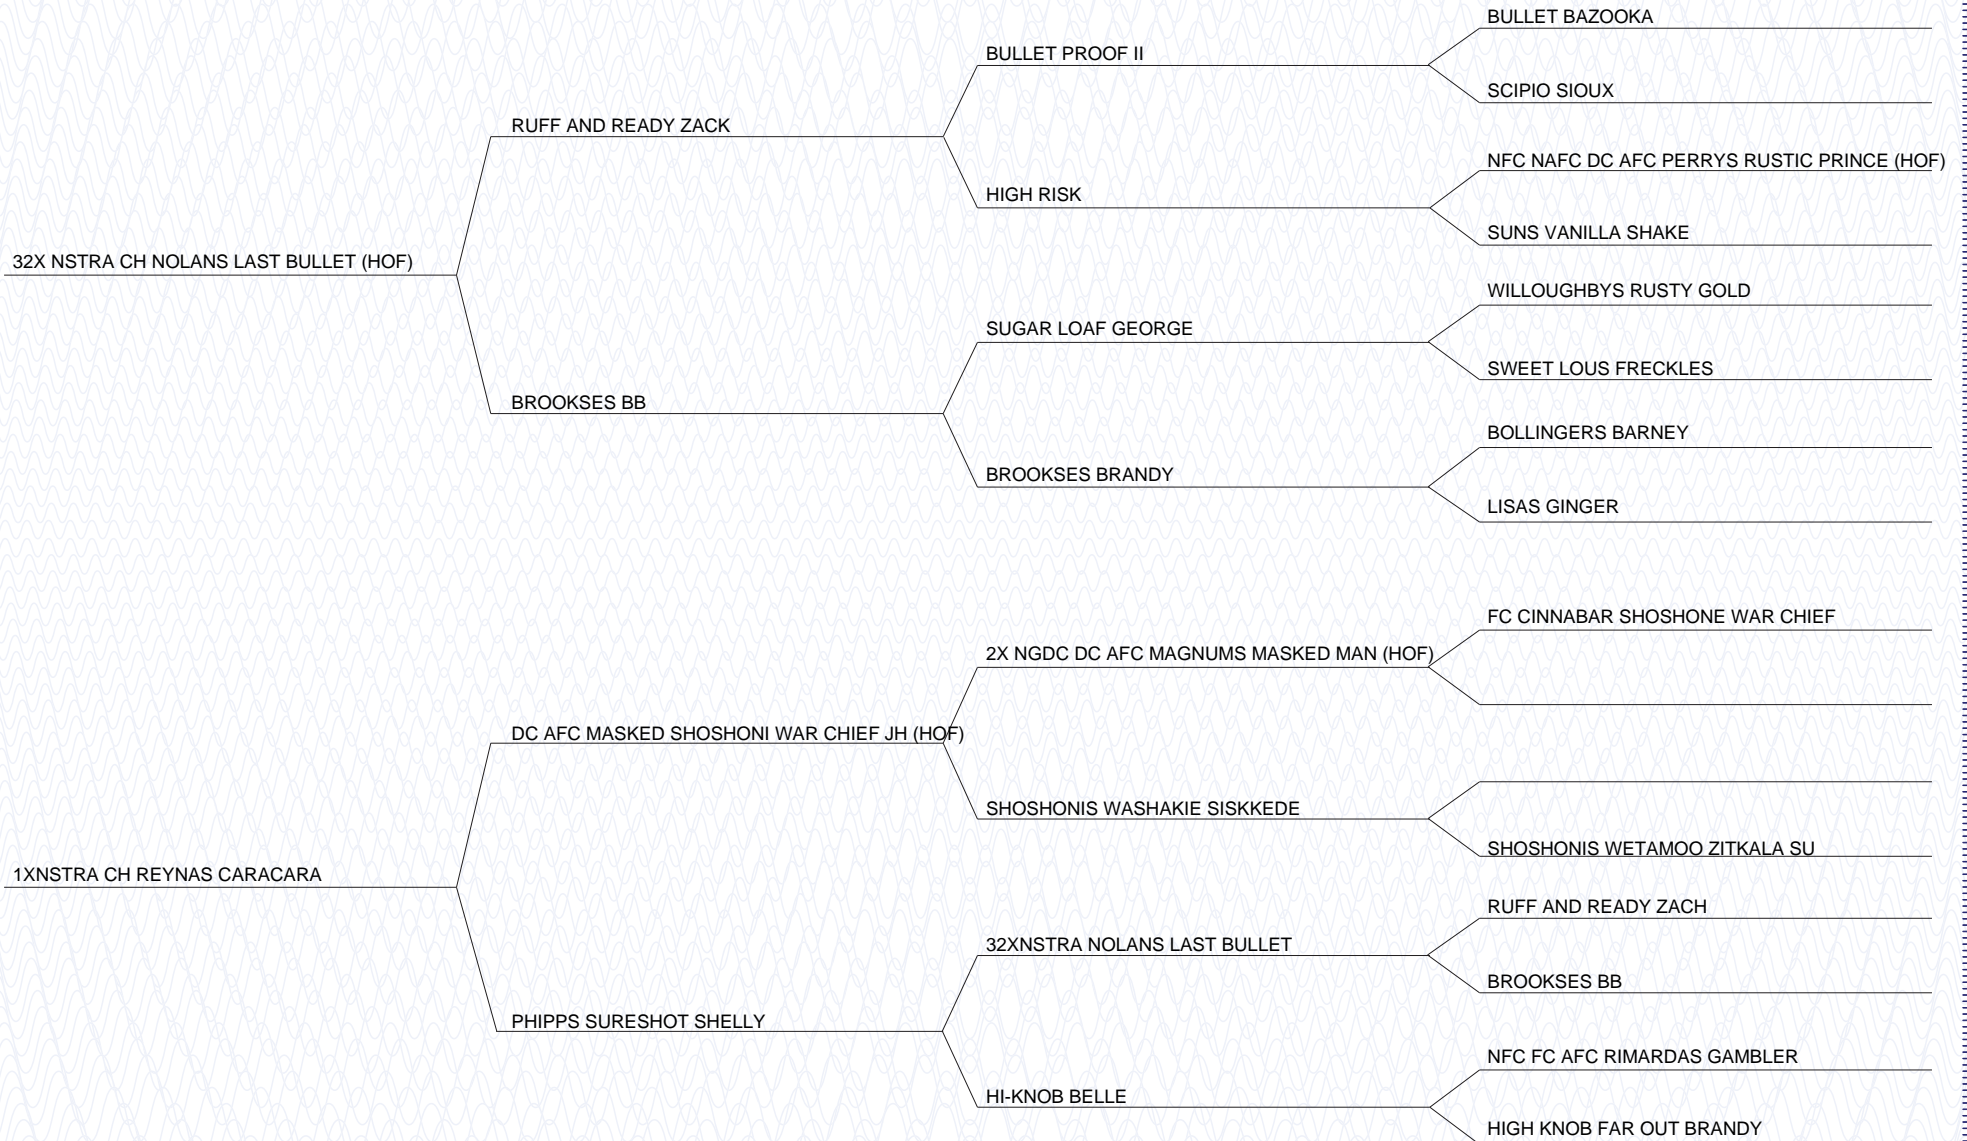 BULLET BAZOOKA
BULLET PROOF II
SCIPIO SIOUX
RUFF AND READY ZACK
NFC NAFC DC AFC PERRYS RUSTIC PRINCE (HOF)
HIGH RISK
SUNS VANILLA SHAKE
32X NSTRA CH NOLANS LAST BULLET (HOF)
WILLOUGHBYS RUSTY GOLD
SUGAR LOAF GEORGE
SWEET LOUS FRECKLES
BROOKSES BB
BOLLINGERS BARNEY
BROOKSES BRANDY
LISAS GINGER
FC CINNABAR SHOSHONE WAR CHIEF
2X NGDC DC AFC MAGNUMS MASKED MAN (HOF)
DC AFC MASKED SHOSHONI WAR CHIEF JH (HOF)
SHOSHONIS WASHAKIE SISKKEDE
SHOSHONIS WETAMOO ZITKALA SU
1XNSTRA CH REYNAS CARACARA
RUFF AND READY ZACH
32XNSTRA NOLANS LAST BULLET
BROOKSES BB
PHIPPS SURESHOT SHELLY
NFC FC AFC RIMARDAS GAMBLER
HI-KNOB BELLE
HIGH KNOB FAR OUT BRANDY